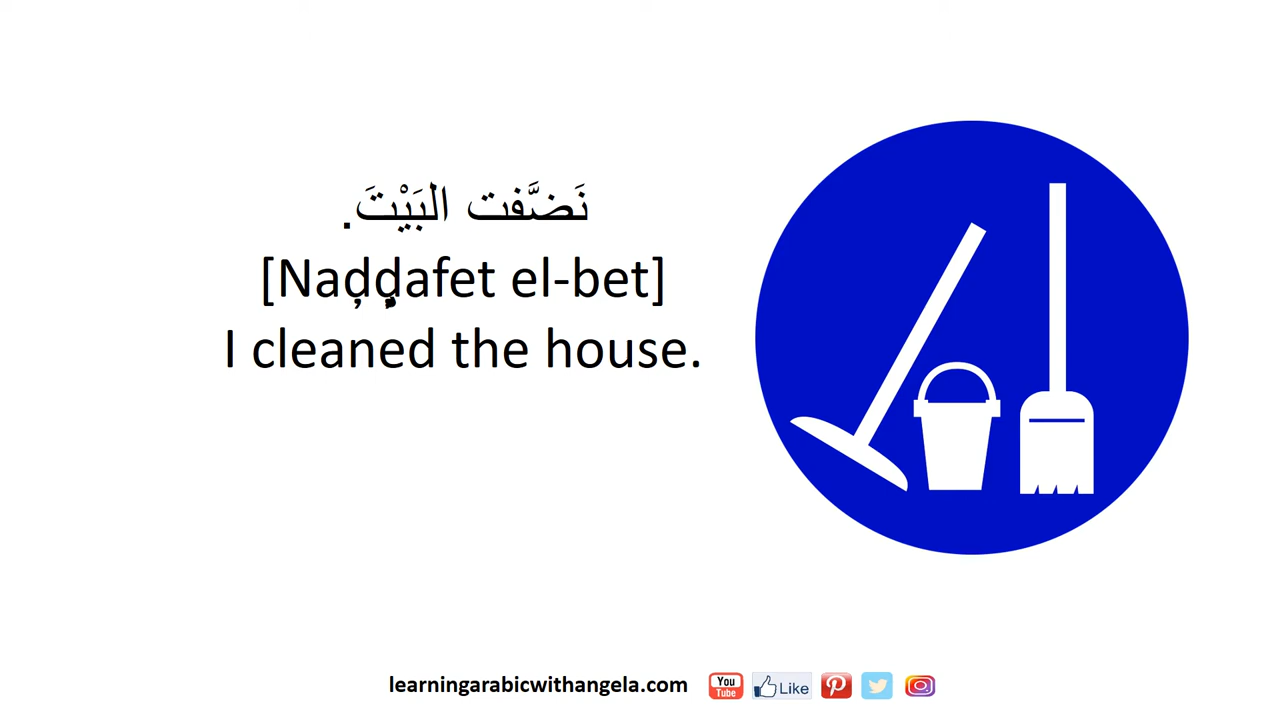 نَضَّفت البَيْتَ.
[Naḍḍafet el-bet]
I cleaned the house.
learningarabicwithangela.com
You
Tube
Like